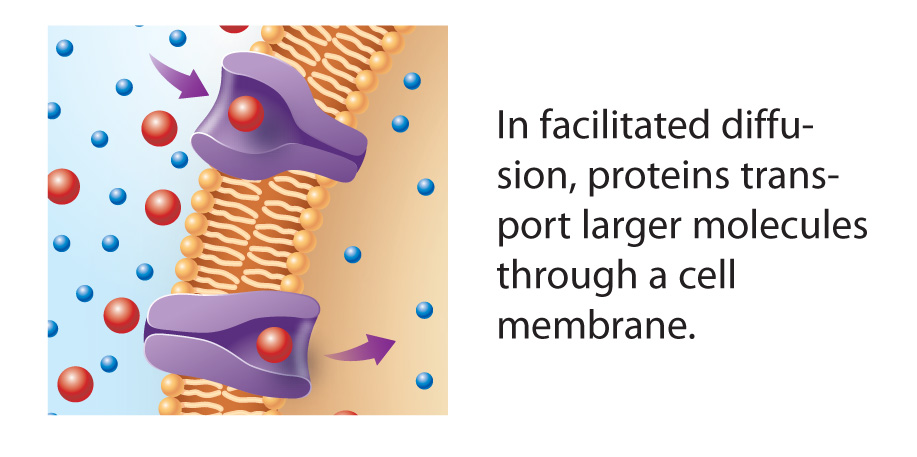 In facilitated diffu-
sion, proteins trans-
port larger molecules
through a cell
membrane.